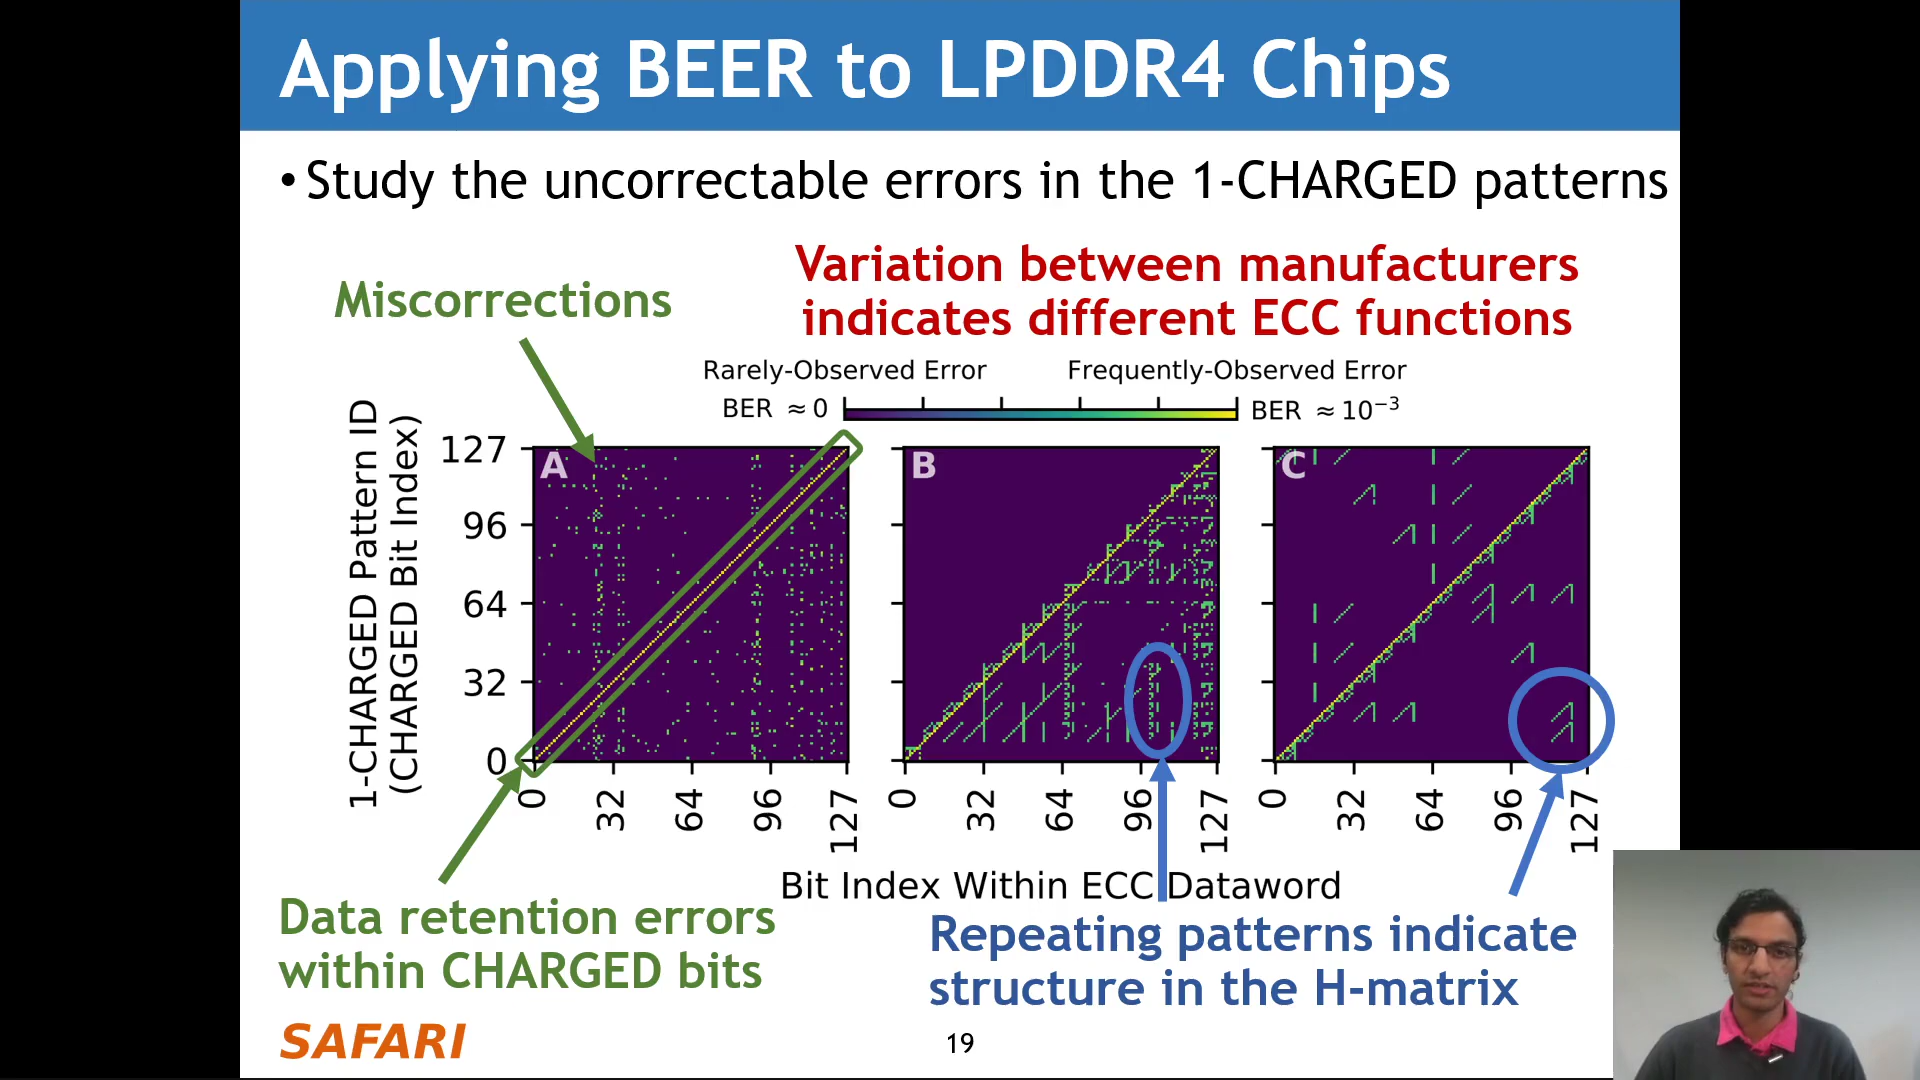 Applying BEER to LPDDR4 Chips
• Study the uncorrectable errors in the 1-CHARGED patterns
Variation between manufacturers
indicates different ECC functions
Miscorrections
Rarely-Observed Error
Frequently-Observed Error
BER ≈ 0
BER ≈ 10⁻³
1-CHARGED Pattern ID
(CHARGED Bit Index)
127
96
64
32
0
A
B
C
0 32 64 96 127
0 32 64 96 127
0 32 64 96 127
Bit Index Within ECC Dataword
Data retention errors
within CHARGED bits
Repeating patterns indicate
structure in the H-matrix
SAFARI
19